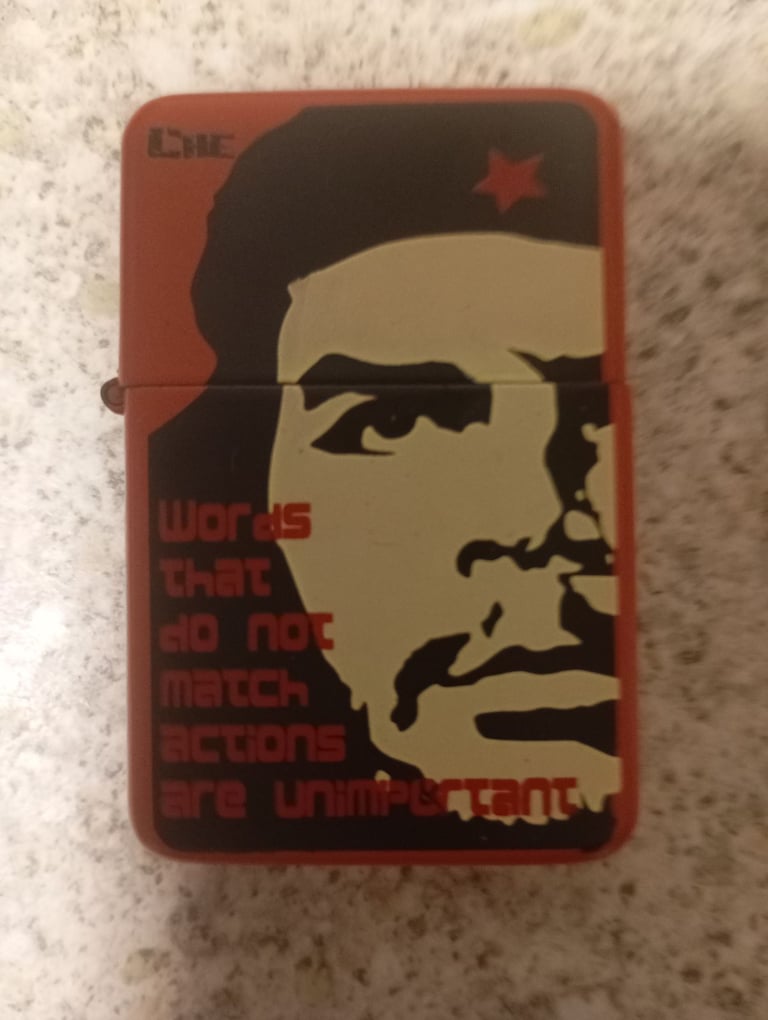 CHE
Words
that
do not
match
actions
are unimportant